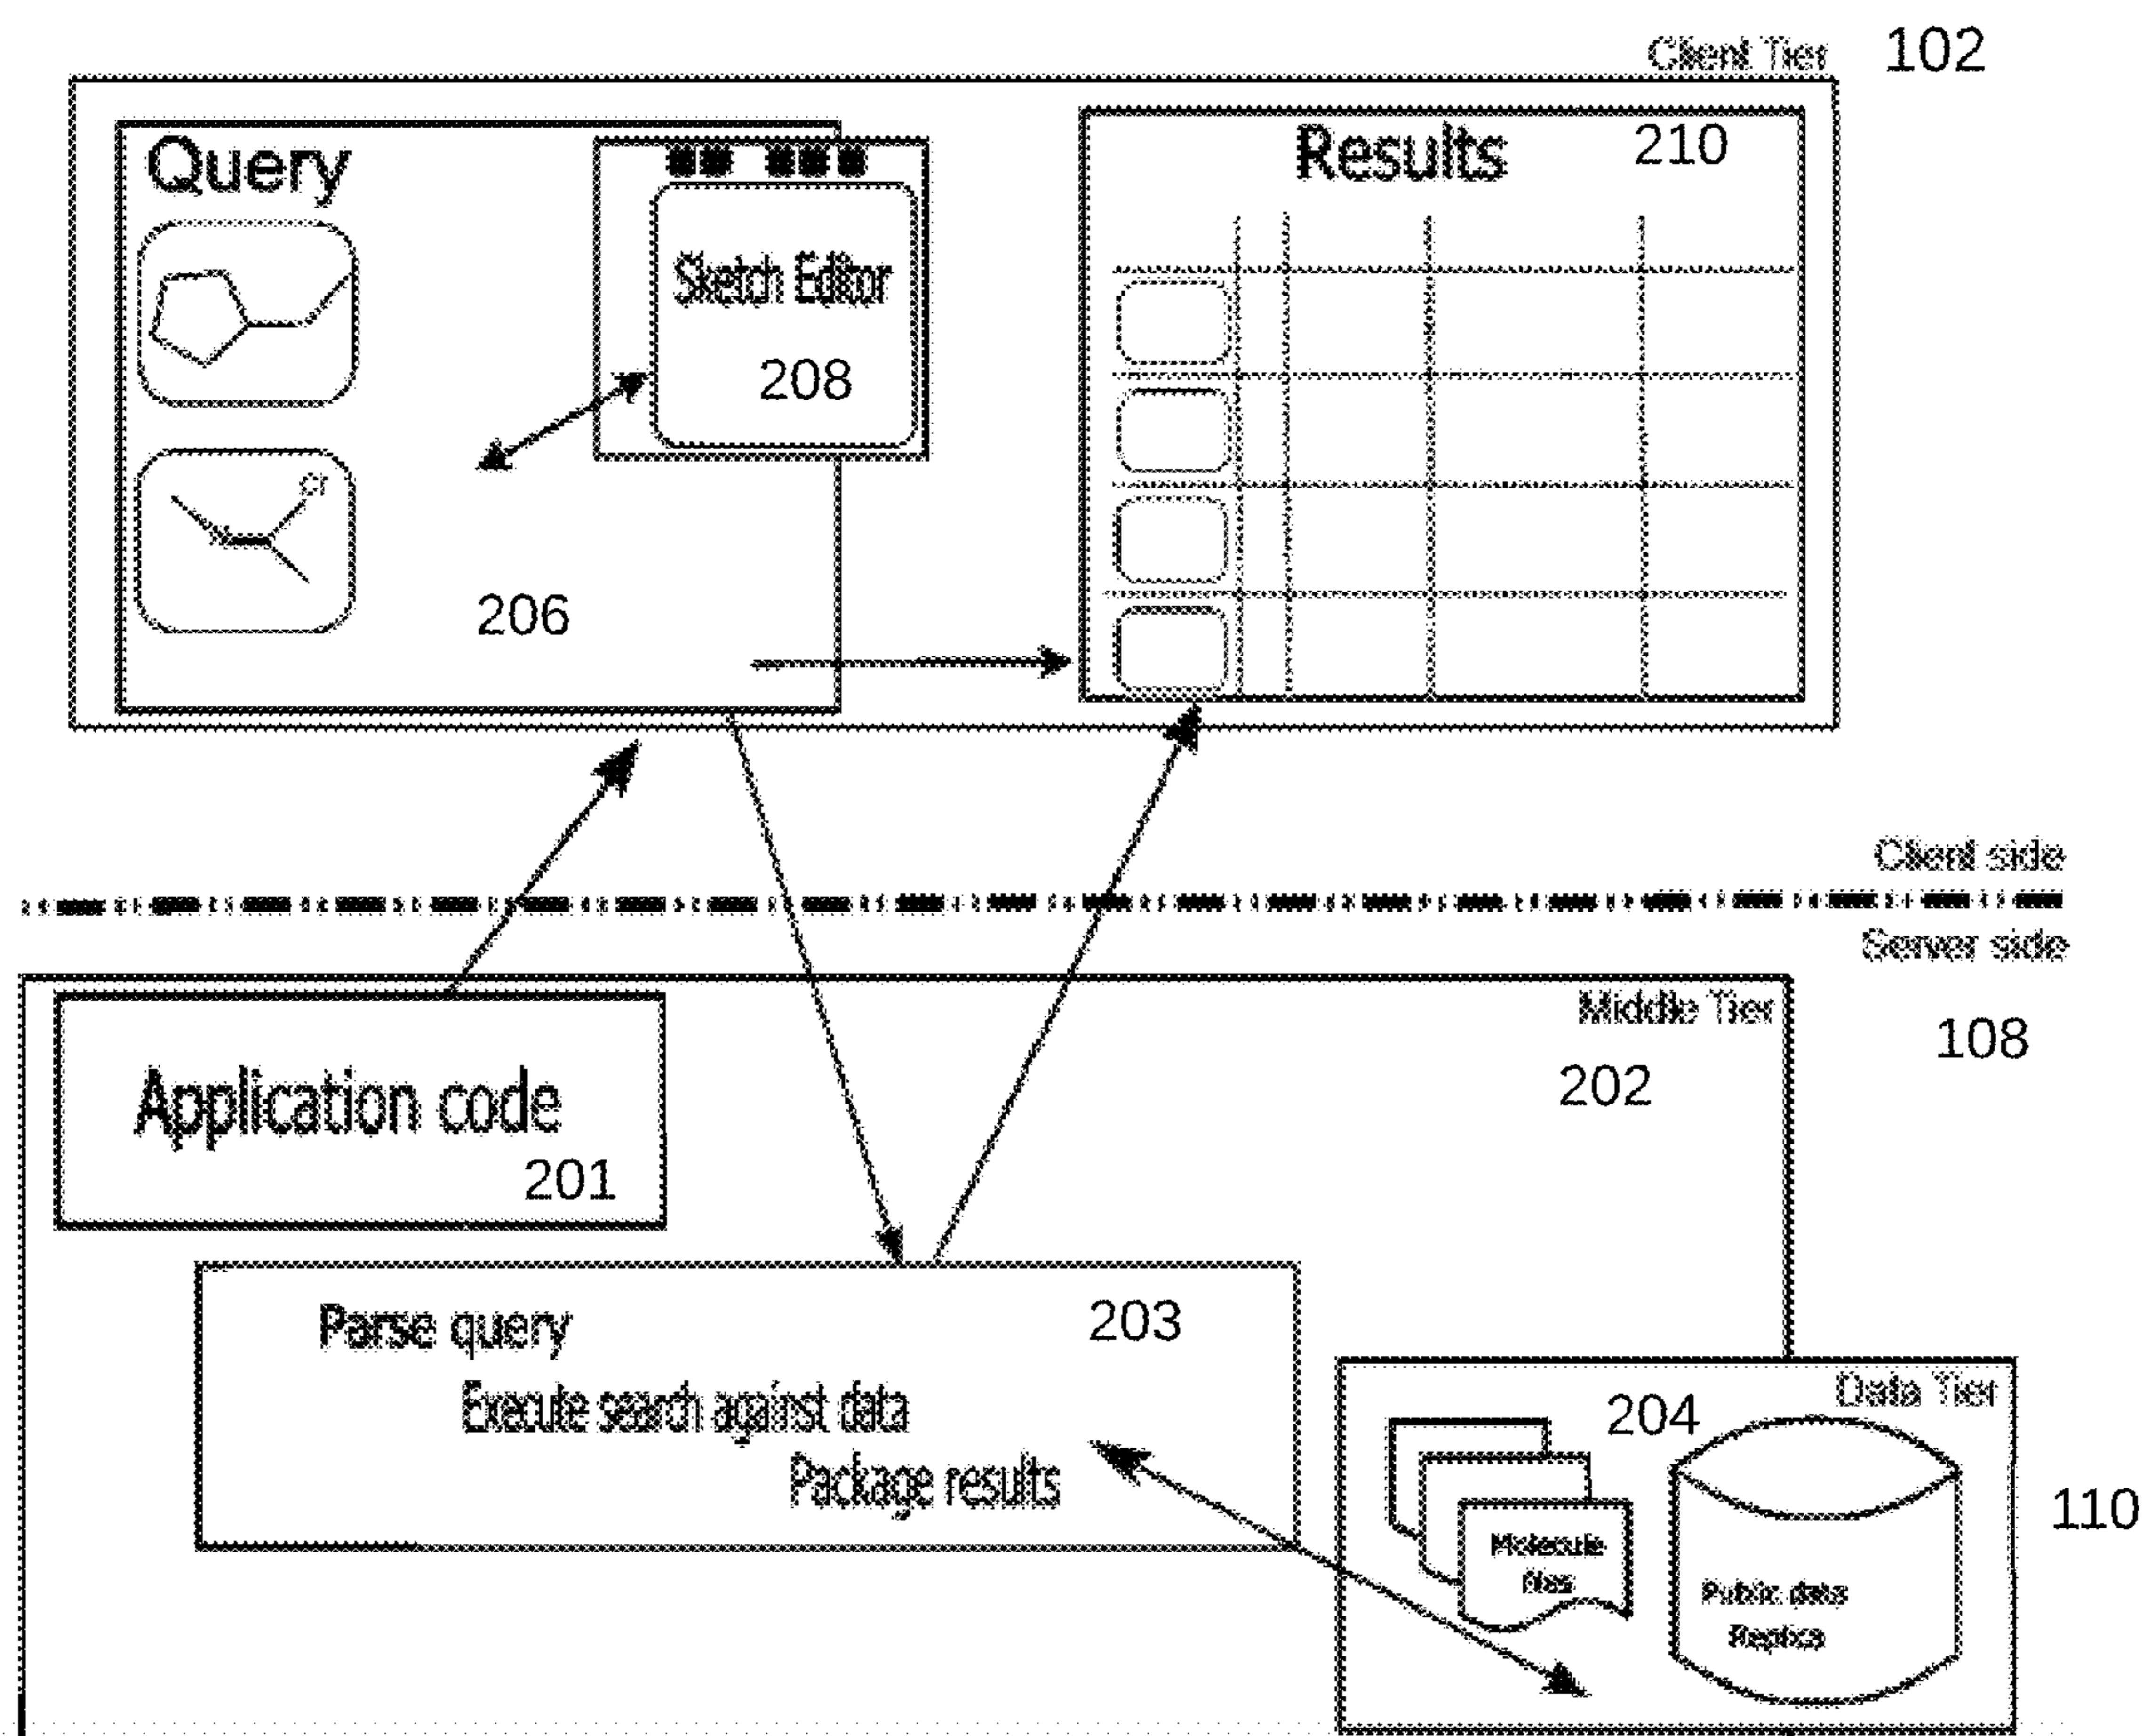 Client Tier 102
Query
Results 210
Sketch Editor
208
Cl
N
206
Client side
Server side
Middle Tier
108
202
Application code
201
Parse query 203
Execute search against data
Package results
Data Tier
204
110
Molecule
files
Public data
Replica